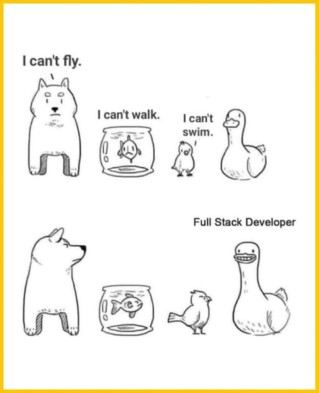 I can't fly.
I can't walk.
I can't
swim.
Full Stack Developer